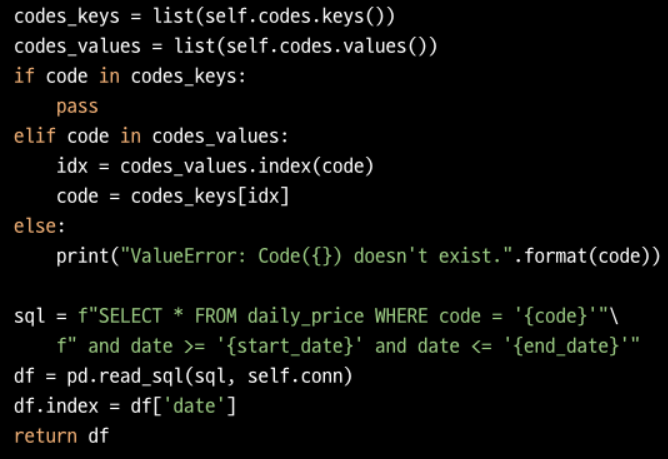 codes_keys = list(self.codes.keys())
codes_values = list(self.codes.values())
if code in codes_keys:
    pass
elif code in codes_values:
    idx = codes_values.index(code)
    code = codes_keys[idx]
else:
    print("ValueError: Code({}) doesn't exist.".format(code))

sql = f"SELECT * FROM daily_price WHERE code = '{code}'"\
    f" and date >= '{start_date}' and date <= '{end_date}'"
df = pd.read_sql(sql, self.conn)
df.index = df['date']
return df